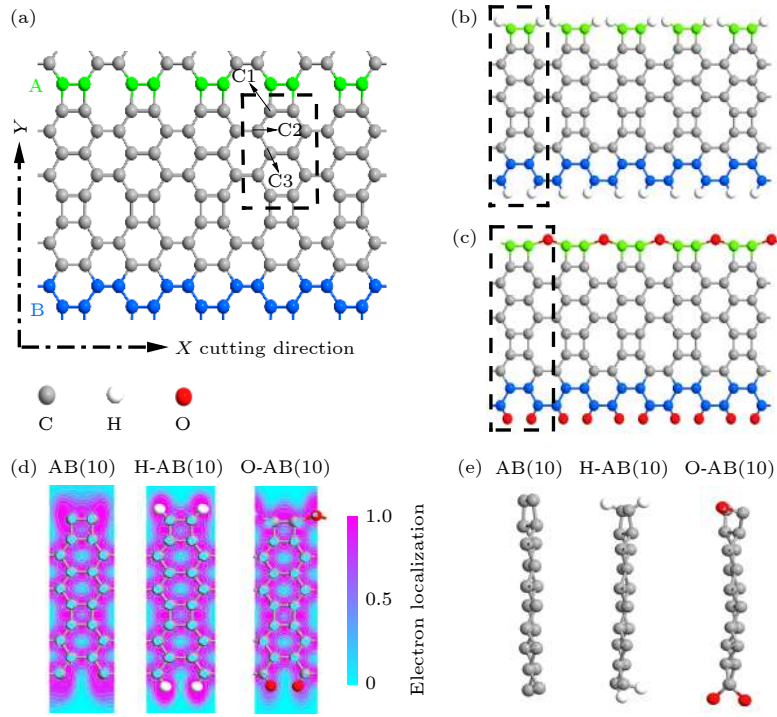 (a)
C1
A
C2
C3
Y
B
X cutting direction
C
H
O
(b)
(c)
(d)
AB(10)
H-AB(10)
O-AB(10)
1.0
0.5
0
Electron localization
(e)
AB(10)
H-AB(10)
O-AB(10)